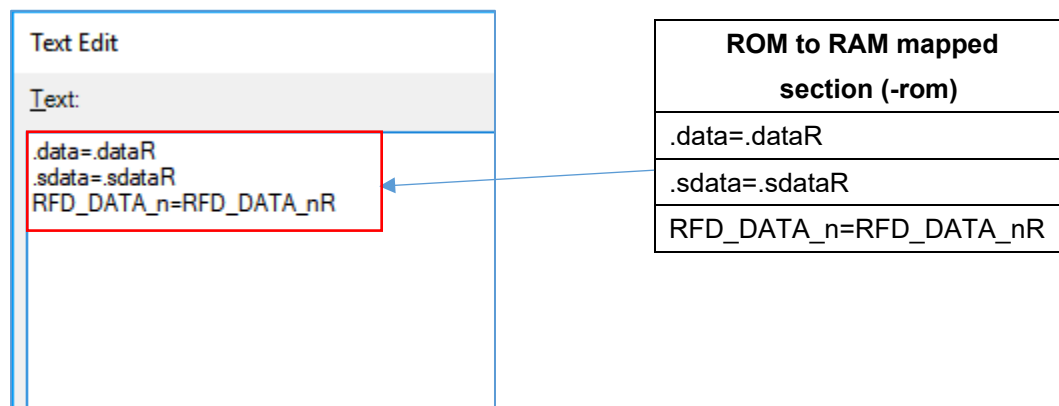 Text Edit
Text:
.data=.dataR
.sdata=.sdataR
RFD_DATA_n=RFD_DATA_nR
ROM to RAM mapped
section (-rom)
.data=.dataR
.sdata=.sdataR
RFD_DATA_n=RFD_DATA_nR